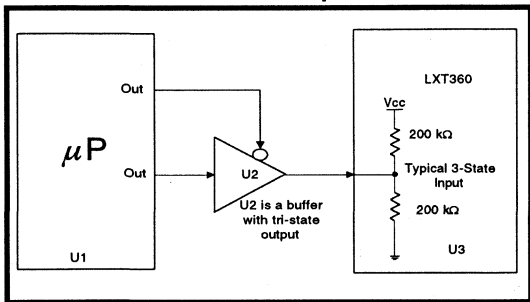 Out
μP
Out
U1
U2
U2 is a buffer
with tri-state
output
LXT360
Vcc
200 kΩ
Typical 3-State
Input
200 kΩ
U3